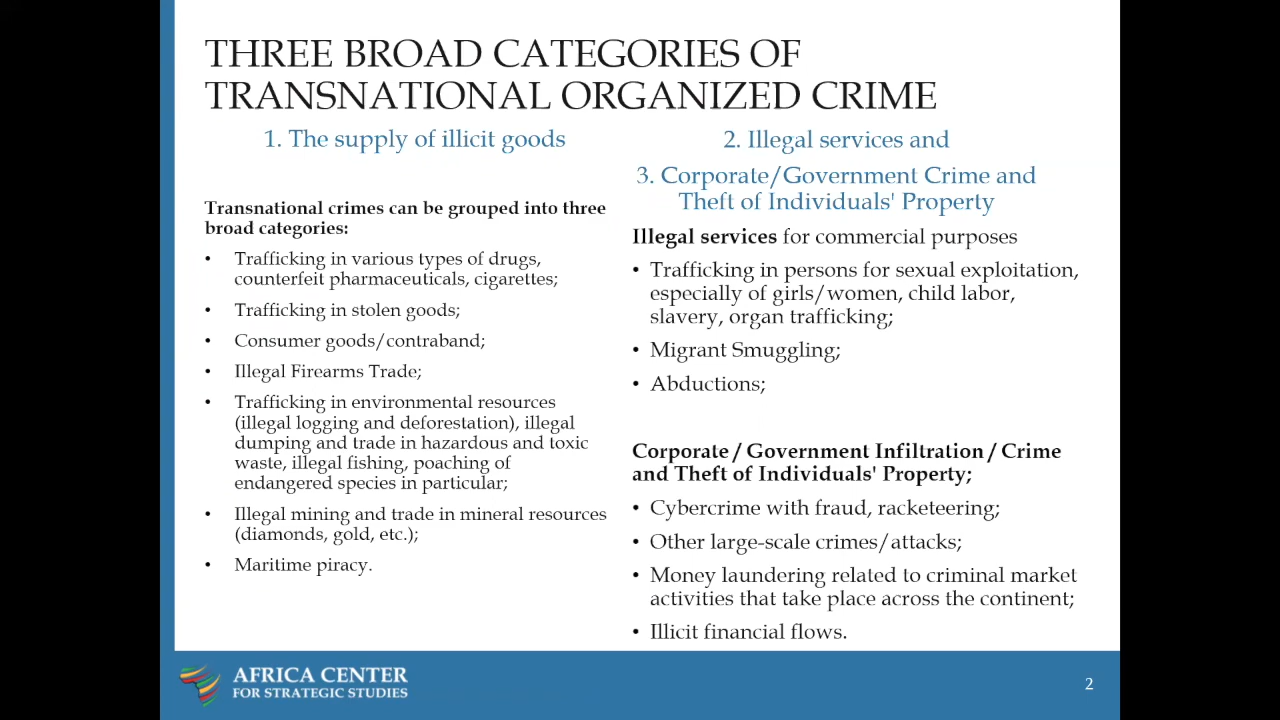 THREE BROAD CATEGORIES OF
TRANSNATIONAL ORGANIZED CRIME
1. The supply of illicit goods
Transnational crimes can be grouped into three
broad categories:
• Trafficking in various types of drugs,
counterfeit pharmaceuticals, cigarettes;
• Trafficking in stolen goods;
• Consumer goods/contraband;
• Illegal Firearms Trade;
• Trafficking in environmental resources
(illegal logging and deforestation), illegal
dumping and trade in hazardous and toxic
waste, illegal fishing, poaching of
endangered species in particular;
• Illegal mining and trade in mineral resources
(diamonds, gold, etc.);
• Maritime piracy.
2. Illegal services and
3. Corporate/Government Crime and
Theft of Individuals' Property
Illegal services for commercial purposes
• Trafficking in persons for sexual exploitation,
especially of girls/women, child labor,
slavery, organ trafficking;
• Migrant Smuggling;
• Abductions;
Corporate / Government Infiltration / Crime
and Theft of Individuals' Property;
• Cybercrime with fraud, racketeering;
• Other large-scale crimes/attacks;
• Money laundering related to criminal market
activities that take place across the continent;
• Illicit financial flows.
AFRICA CENTER
FOR STRATEGIC STUDIES
2